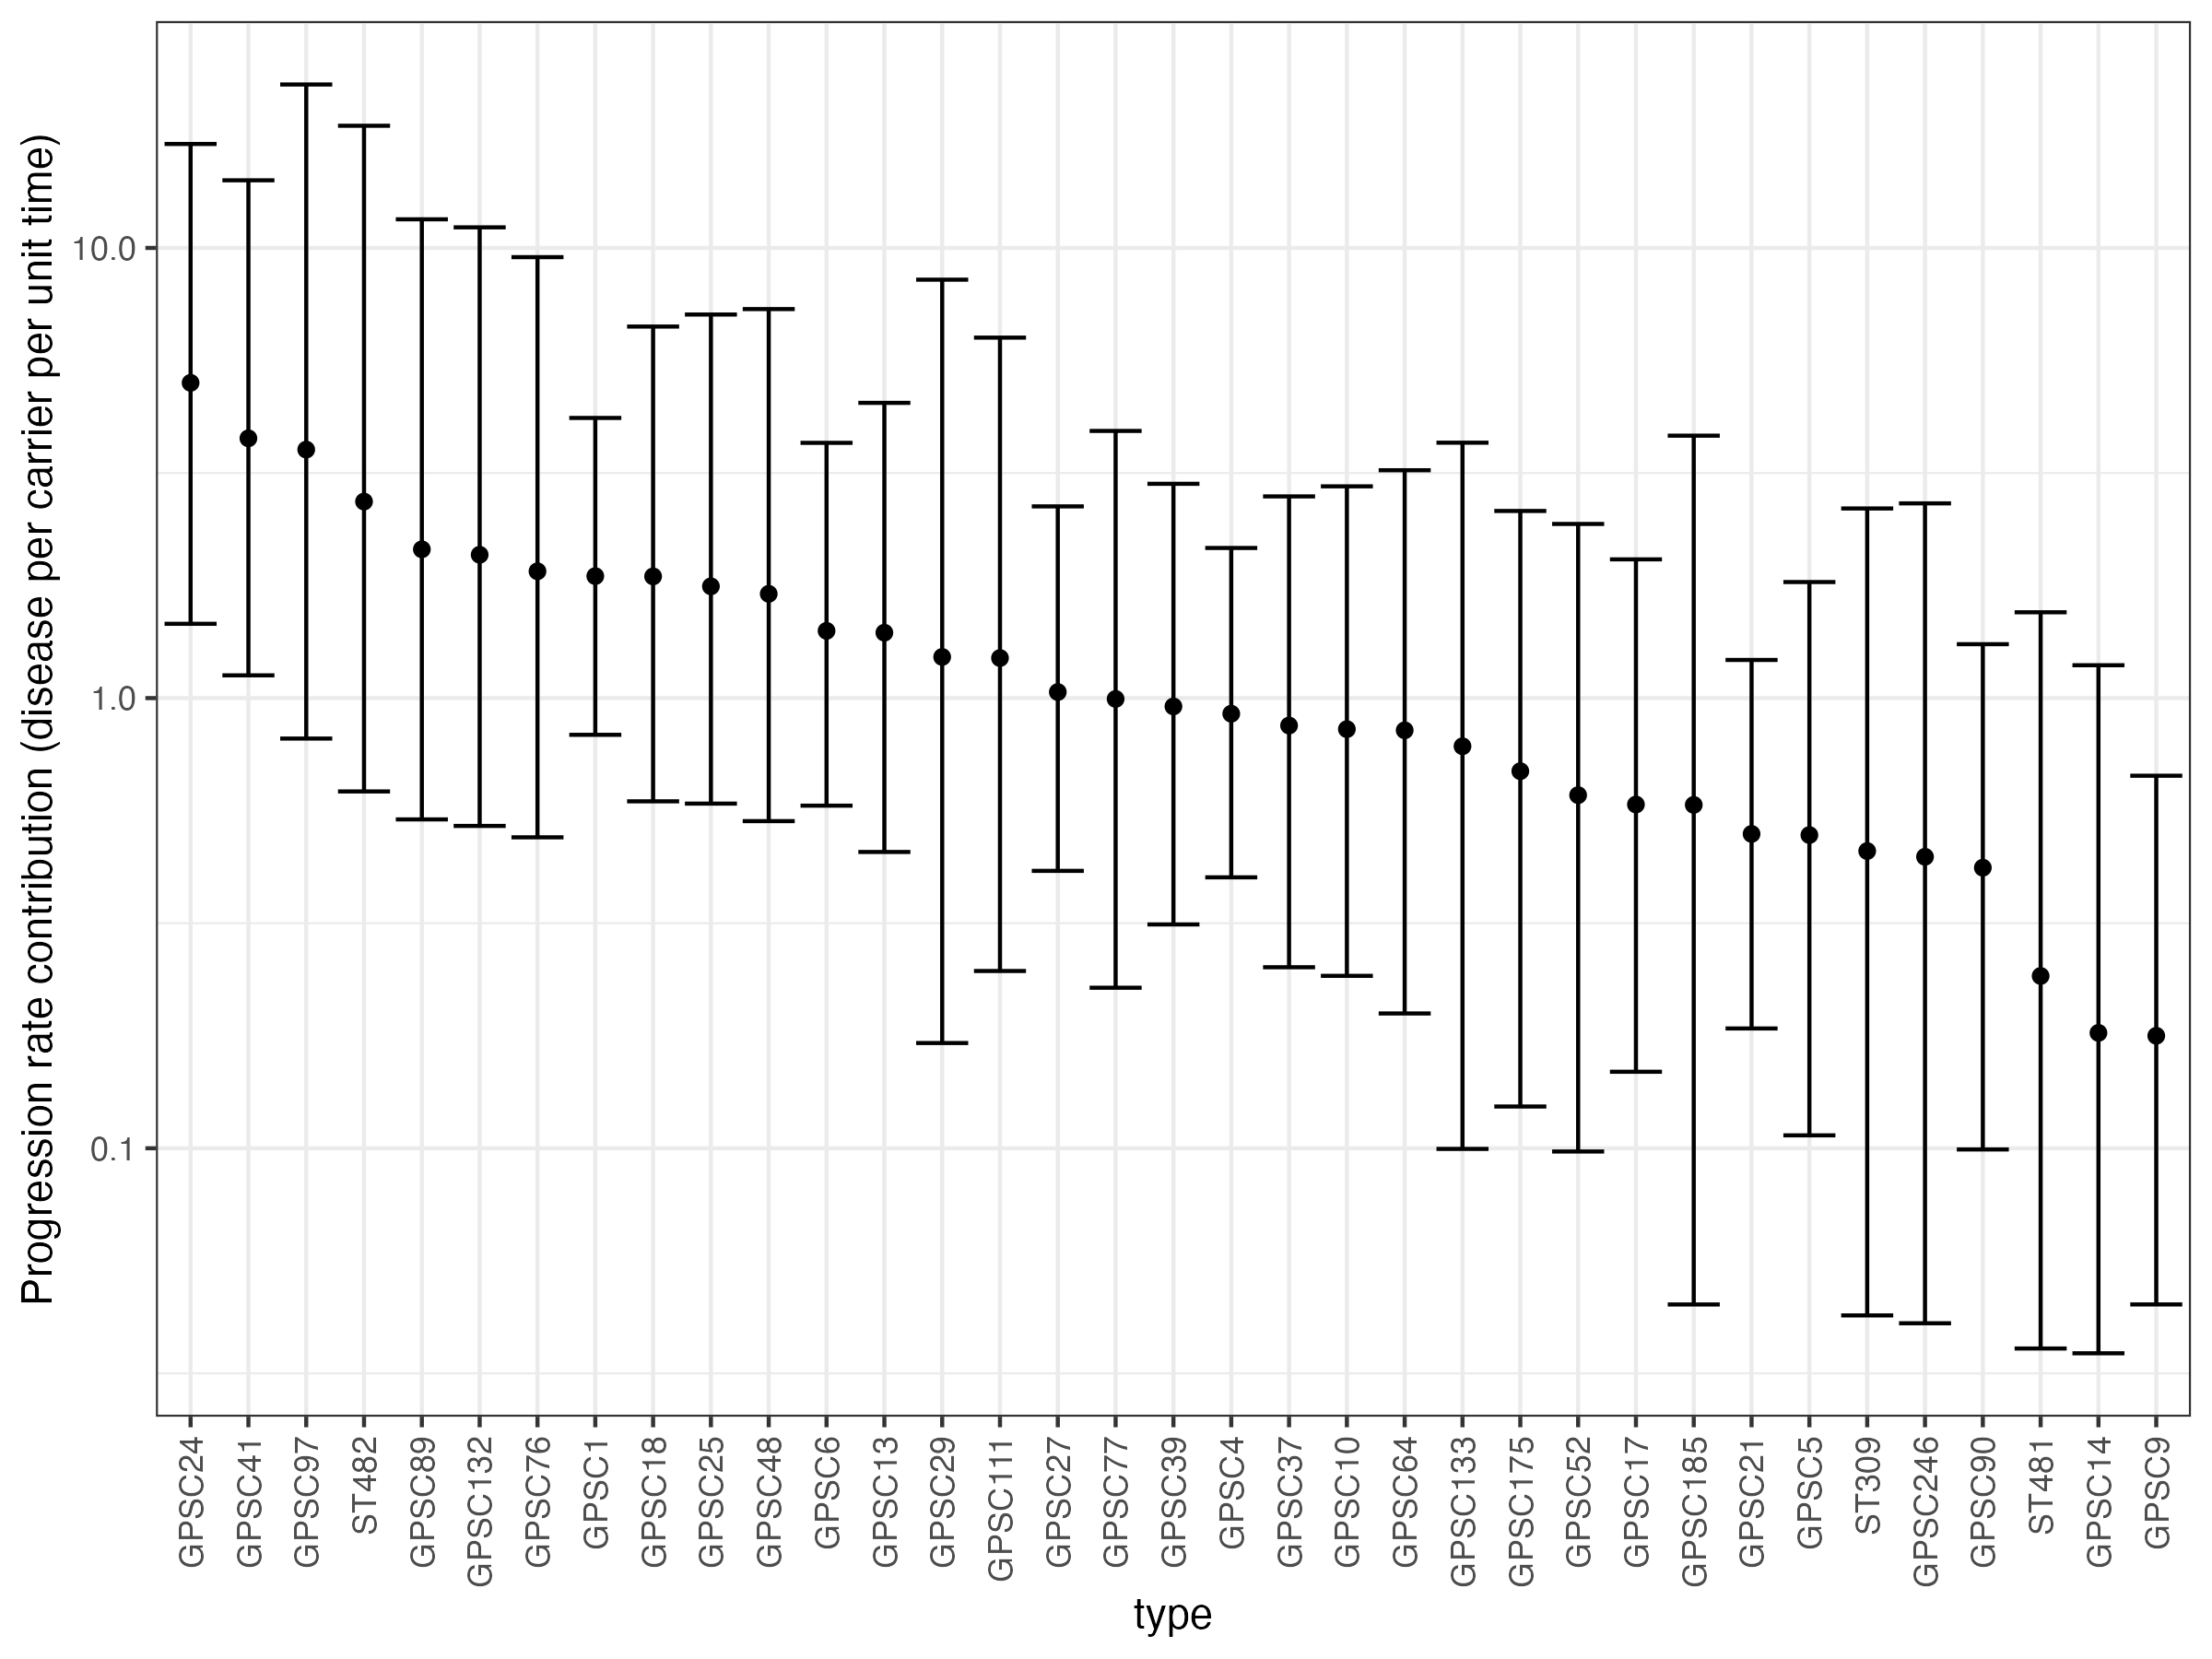 Progression rate contribution (disease per carrier per unit time)
10.0
1.0
0.1
GPSC24
GPSC41
GPSC97
ST482
GPSC89
GPSC132
GPSC76
GPSC1
GPSC18
GPSC25
GPSC48
GPSC6
GPSC13
GPSC29
GPSC111
GPSC27
GPSC77
GPSC39
GPSC4
GPSC37
GPSC10
GPSC64
GPSC133
GPSC175
GPSC52
GPSC17
GPSC185
GPSC21
GPSC5
ST309
GPSC246
GPSC90
ST481
GPSC14
GPSC9
type